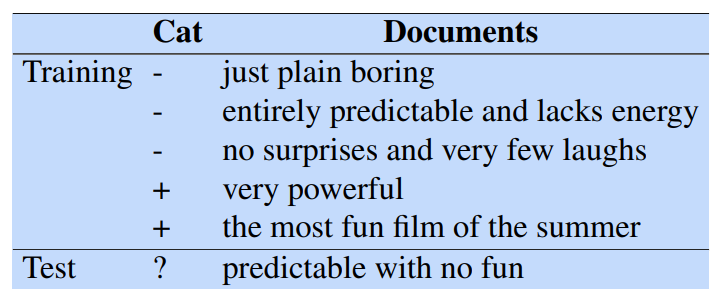 Cat Documents
Training - just plain boring
- entirely predictable and lacks energy
- no surprises and very few laughs
+ very powerful
+ the most fun film of the summer
Test ? predictable with no fun